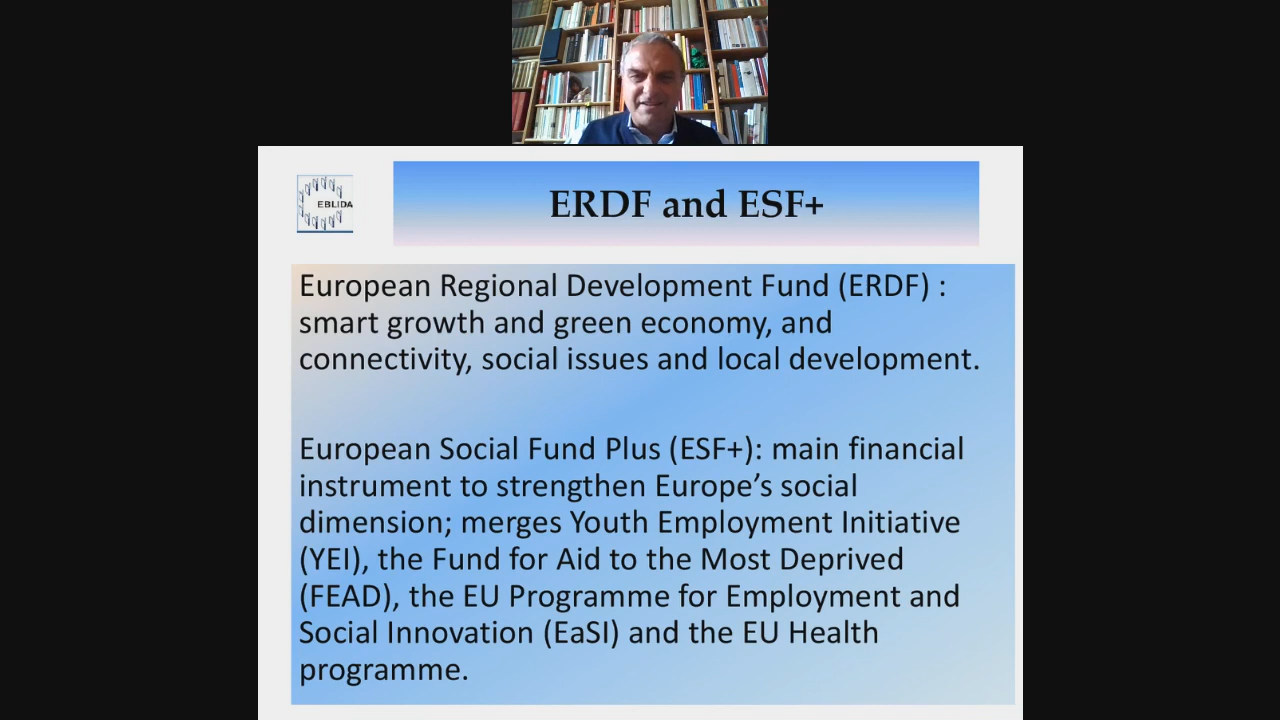 EBLIDA
ERDF and ESF+
European Regional Development Fund (ERDF) :
smart growth and green economy, and
connectivity, social issues and local development.
European Social Fund Plus (ESF+): main financial
instrument to strengthen Europe’s social
dimension; merges Youth Employment Initiative
(YEI), the Fund for Aid to the Most Deprived
(FEAD), the EU Programme for Employment and
Social Innovation (EaSI) and the EU Health
programme.